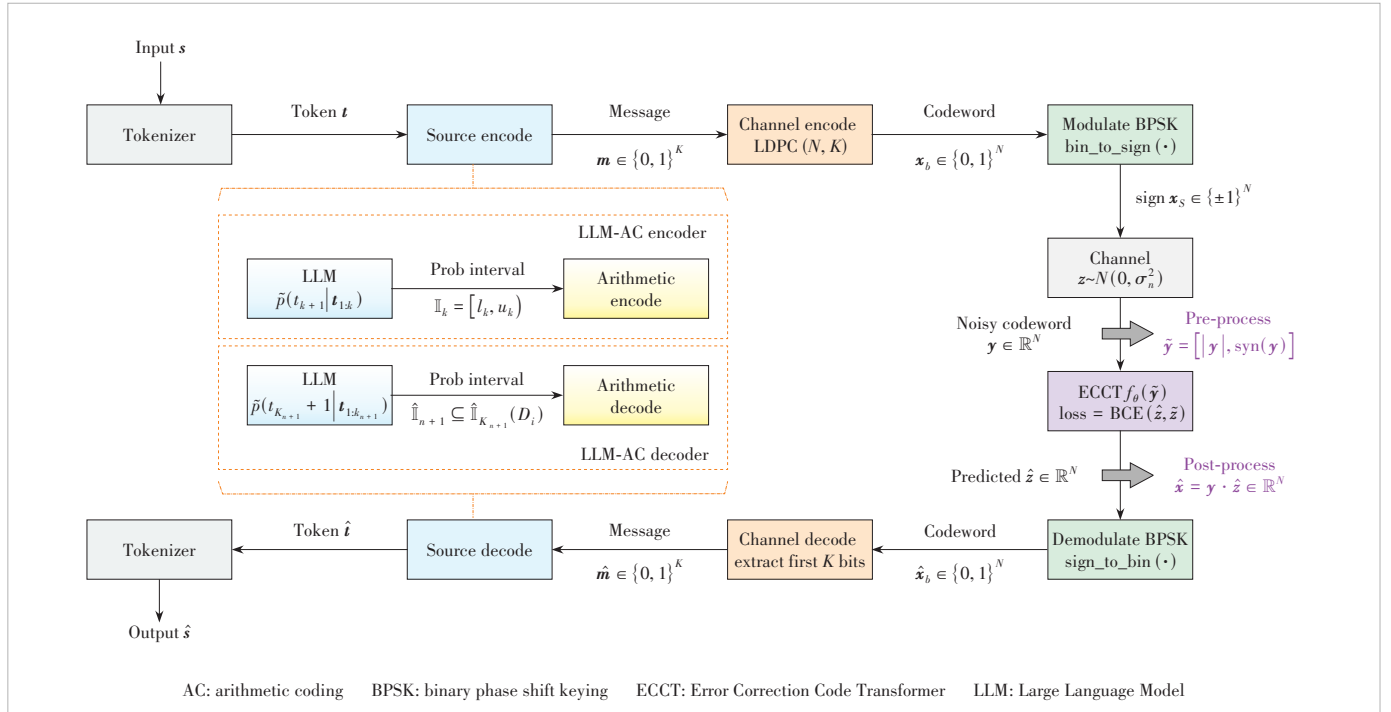 Input s
Tokenizer
Token t
Source encode
Message
m ∈ {0, 1}^K
Channel encode
LDPC (N, K)
Codeword
x_b ∈ {0, 1}^N
Modulate BPSK
bin_to_sign (·)
sign x_S ∈ {±1}^N
LLM-AC encoder
LLM
p̃(t_{k+1}|t_{1:k})
Prob interval
𝕀_k = [l_k, u_k)
Arithmetic
encode
Channel
z~N(0, σ_n^2)
Noisy codeword
y ∈ ℝ^N
Pre-process
ỹ = [|y|, syn(y)]
LLM
p̃(t_{K_{n+1}} + 1|t_{1:k_{n+1}})
Prob interval
𝕀̂_{n+1} ⊆ 𝕀̂_{K_{n+1}}(D_i)
Arithmetic
decode
LLM-AC decoder
ECCT f_θ(ỹ)
loss = BCE(ẑ, z̃)
Predicted ẑ ∈ ℝ^N
Post-process
x̂ = y · ẑ ∈ ℝ^N
Tokenizer
Token t̂
Source decode
Message
m̂ ∈ {0, 1}^K
Channel decode
extract first K bits
Codeword
x̂_b ∈ {0, 1}^N
Demodulate BPSK
sign_to_bin (·)
Output ŝ
AC: arithmetic coding BPSK: binary phase shift keying ECCT: Error Correction Code Transformer LLM: Large Language Model